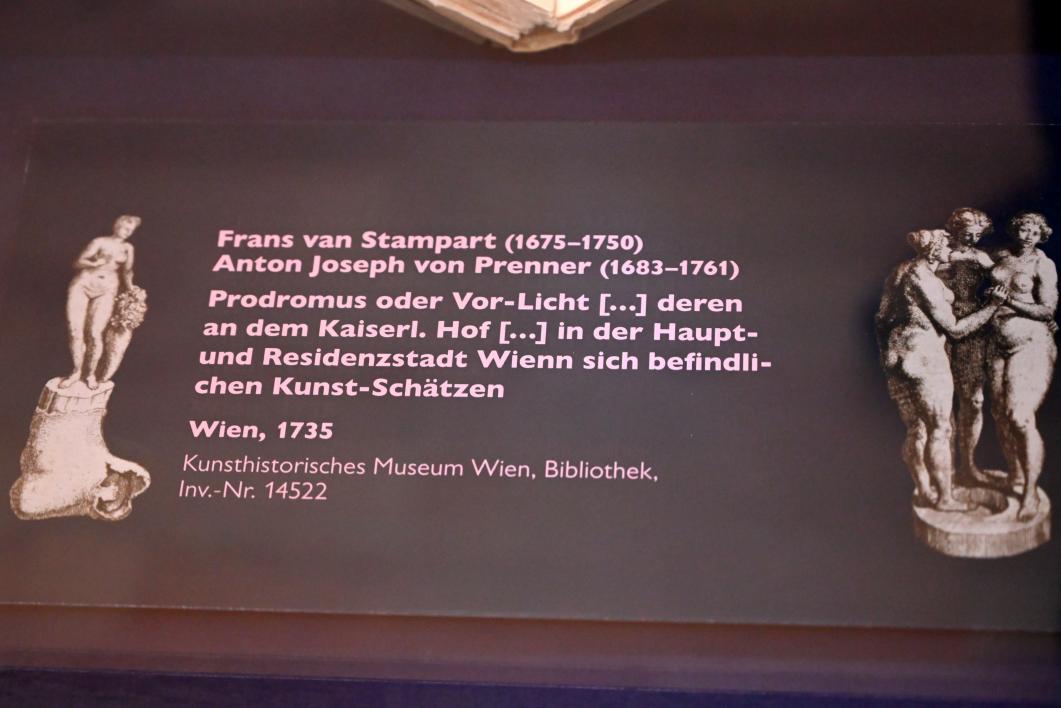 Frans van Stampart (1675–1750)
Anton Joseph von Prenner (1683–1761)
Prodromus oder Vor-Licht [...] deren
an dem Kaiserl. Hof [...] in der Haupt-
und Residenzstadt Wienn sich befindli-
chen Kunst-Schätzen
Wien, 1735
Kunsthistorisches Museum Wien, Bibliothek,
Inv.-Nr. 14522